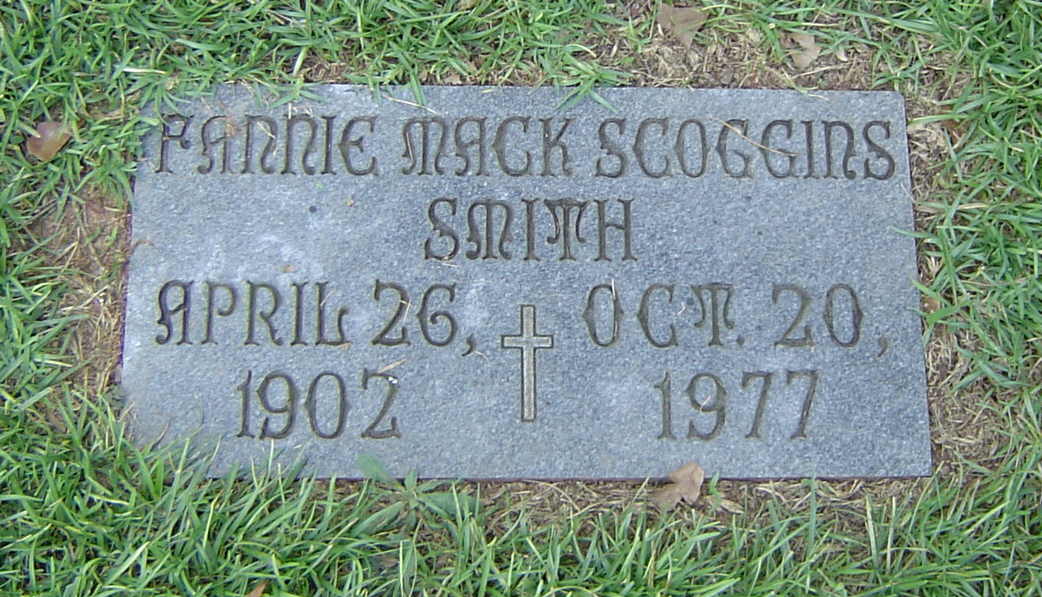 FANNIE MACK SCOGGINS
SMITH
APRIL 26, OCT. 20,
1902 1977